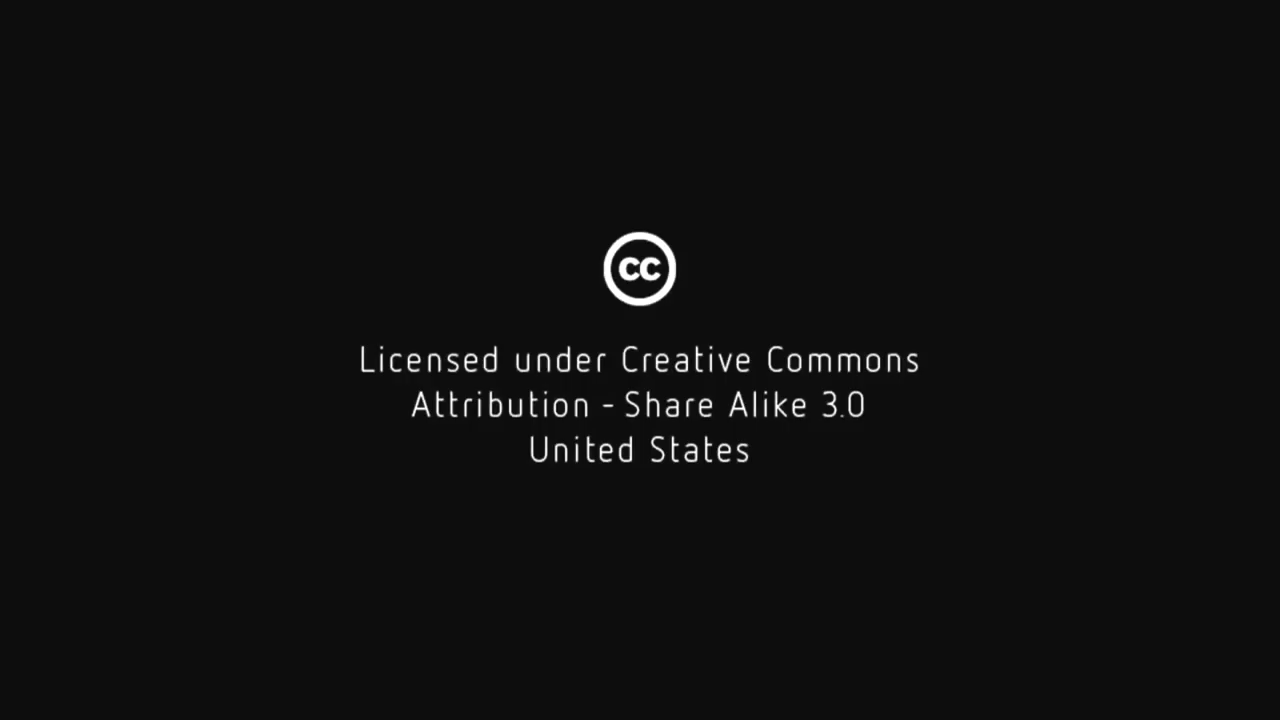 cc
Licensed under Creative Commons
Attribution - Share Alike 3.0
United States